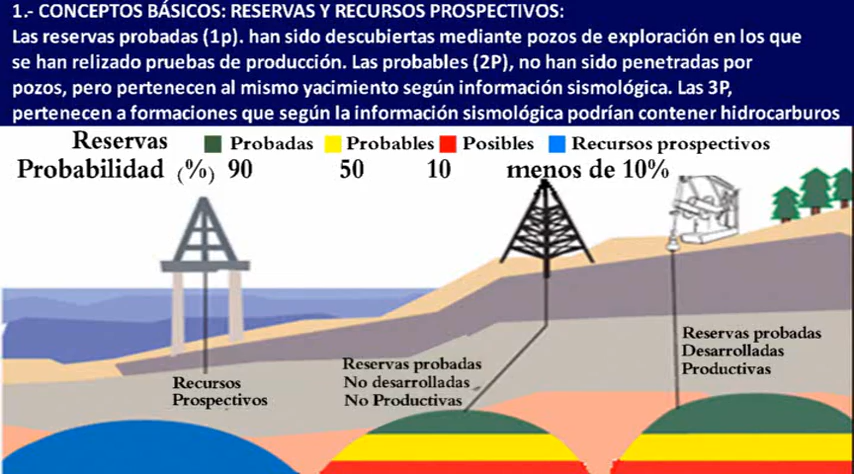 1.- CONCEPTOS BÁSICOS: RESERVAS Y RECURSOS PROSPECTIVOS:
Las reservas probadas (1p). han sido descubiertas mediante pozos de exploración en los que
se han relizado pruebas de producción. Las probables (2P), no han sido penetradas por
pozos, pero pertenecen al mismo yacimiento según información sismológica. Las 3P,
pertenecen a formaciones que según la información sismológica podrían contener hidrocarburos
Reservas Probadas Probables Posibles Recursos prospectivos
Probabilidad (%) 90 50 10 menos de 10%
Reservas probadas
Desarrolladas
Productivas
Reservas probadas
No desarrolladas
No Productivas
Recursos
Prospectivos